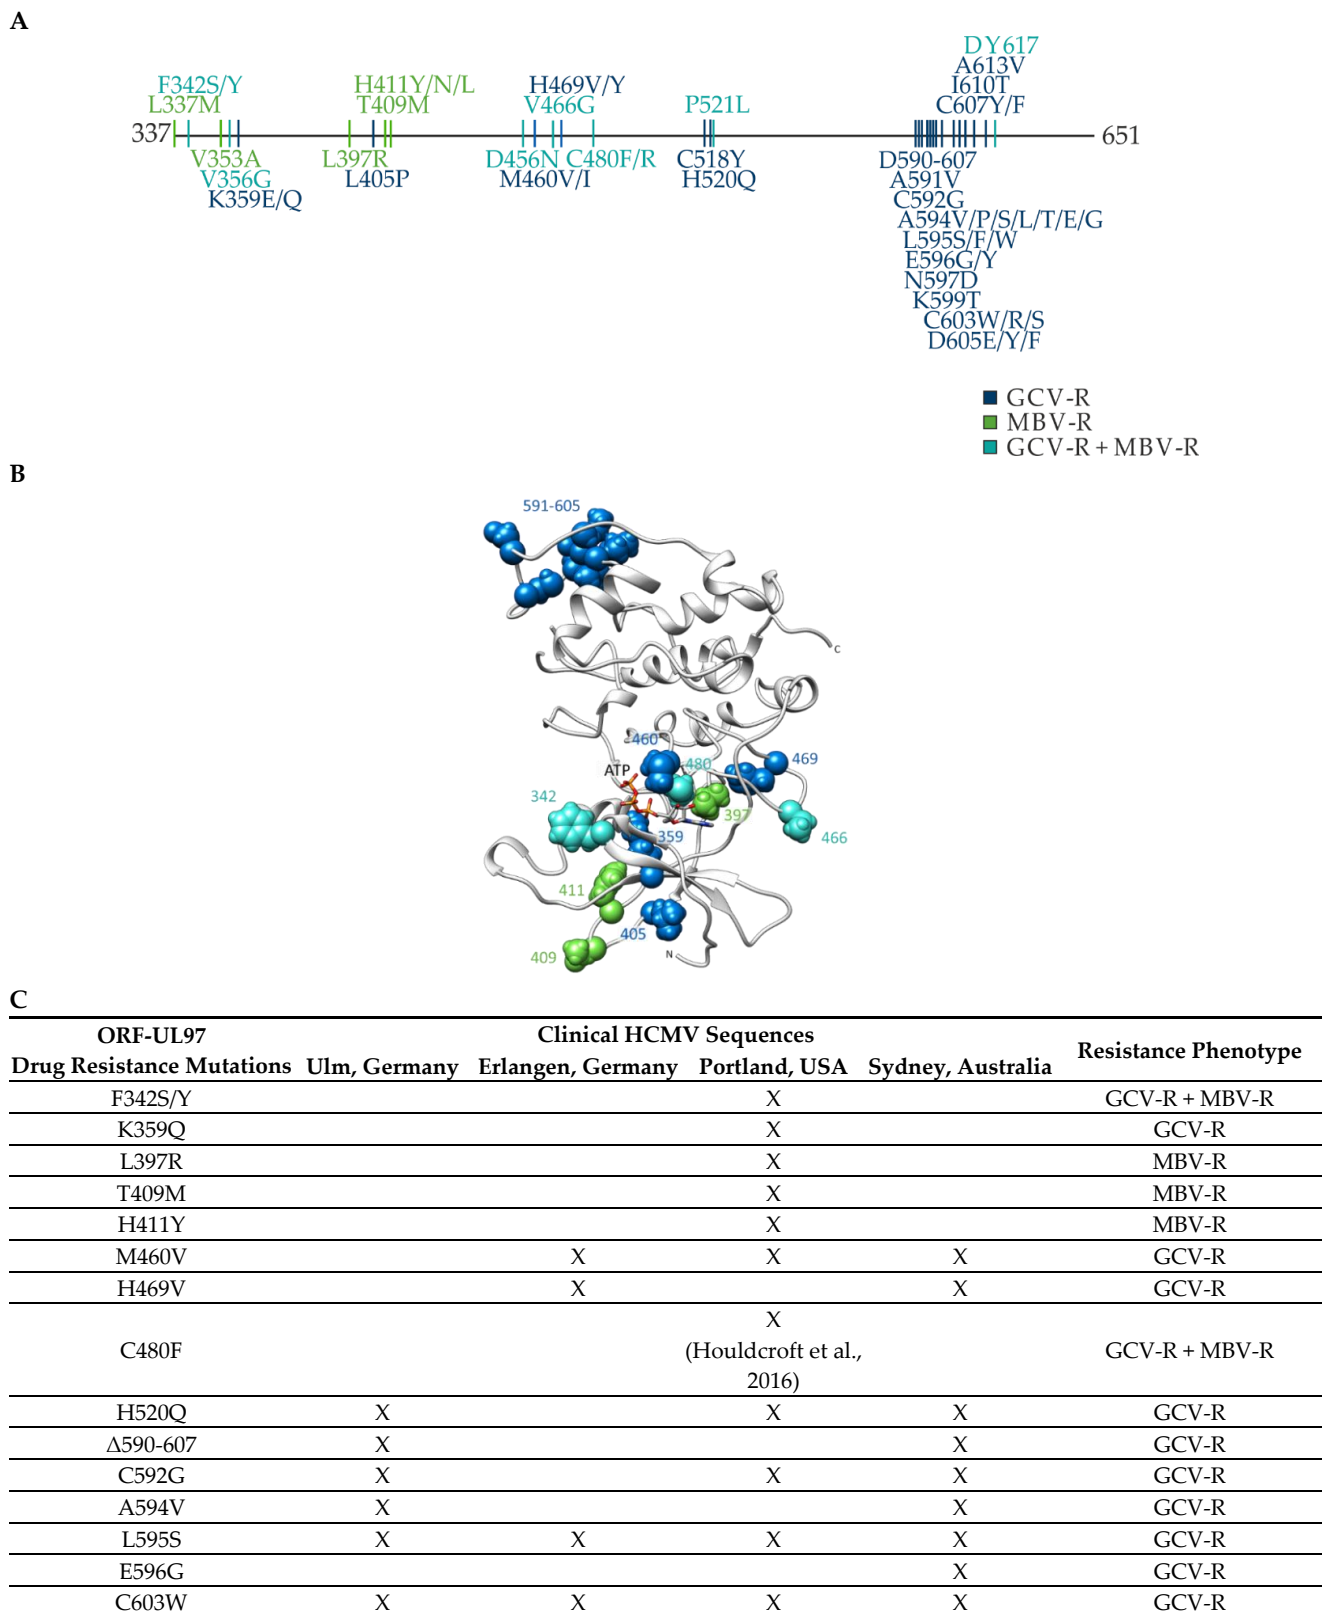 A
DY617
A613V
F342S/Y H411Y/N/L H469V/Y I610T
L337M T409M V466G P521L C607Y/F
337 651
V353A L397R D456N C480F/R C518Y D590-607
V356G L405P M460V/I H520Q A591V
K359E/Q C592G
A594V/P/S/L/T/E/G
L595S/F/W
E596G/Y
N597D
K599T
C603W/R/S
D605E/Y/F
GCV-R
MBV-R
GCV-R + MBV-R
B
591-605
C
460
480
469
ATP
342
397
359
466
411
405
409
N
C
ORF-UL97 Clinical HCMV Sequences Resistance Phenotype
Drug Resistance Mutations Ulm, Germany Erlangen, Germany Portland, USA Sydney, Australia
F342S/Y X GCV-R + MBV-R
K359Q X GCV-R
L397R X MBV-R
T409M X MBV-R
H411Y X MBV-R
M460V X X X GCV-R
H469V X X GCV-R
C480F X GCV-R + MBV-R
(Houldcroft et al.,
2016)
H520Q X X X GCV-R
Δ590-607 X X GCV-R
C592G X X X GCV-R
A594V X X GCV-R
L595S X X X X GCV-R
E596G X GCV-R
C603W X X X X GCV-R